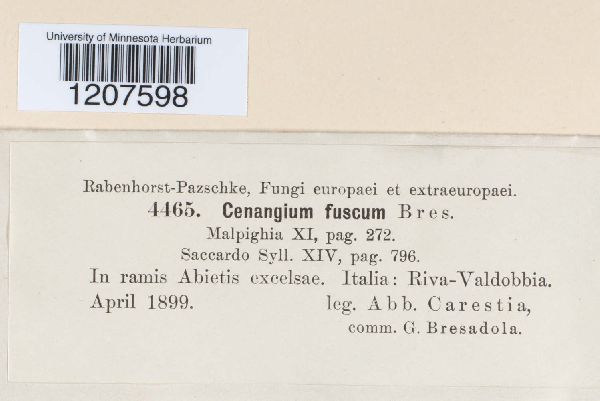 University of Minnesota Herbarium
1207598
Rabenhorst-Pazschke, Fungi europaei et extraeuropaei.
4465. Cenangium fuscum Bres.
Malpighia XI, pag. 272.
Saccardo Syll. XIV, pag. 796.
In ramis Abietis excelsae. Italia: Riva-Valdobbia.
April 1899. leg. Abb. Carestia,
comm. G. Bresadola.